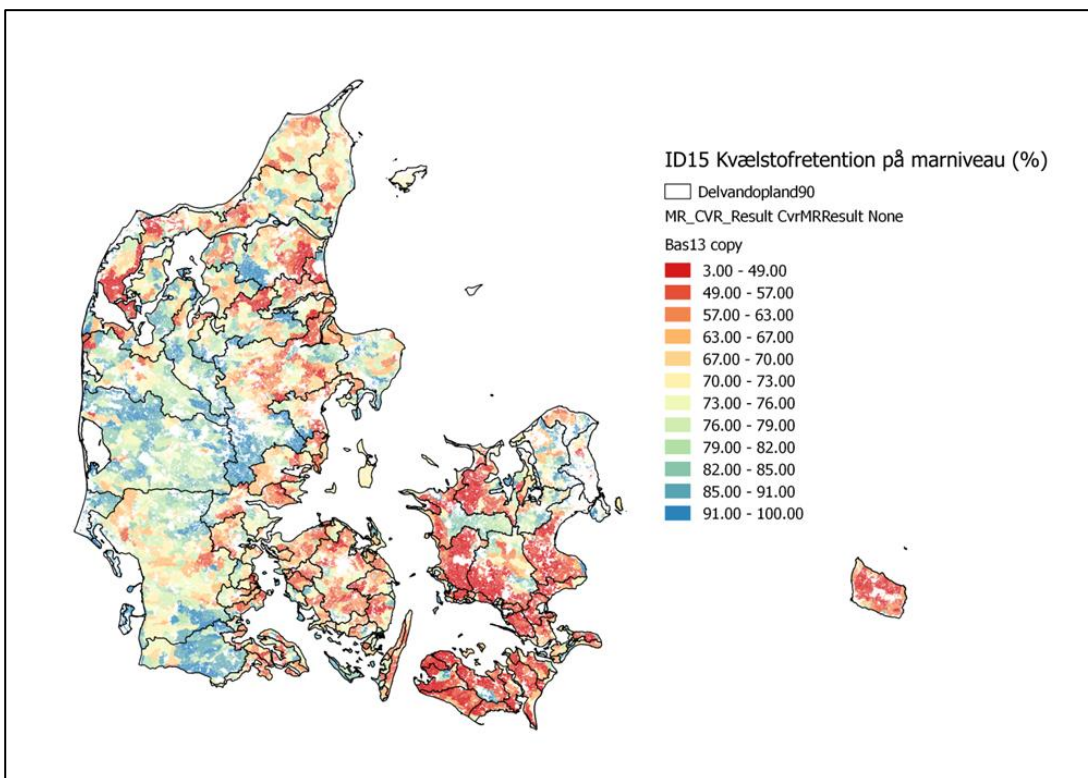 ID15 Kvælstofretention på marniveau (%)
Delvandopland90
MR_CVR_Result CvrMRResult None
Bas13 copy
3.00 - 49.00
49.00 - 57.00
57.00 - 63.00
63.00 - 67.00
67.00 - 70.00
70.00 - 73.00
73.00 - 76.00
76.00 - 79.00
79.00 - 82.00
82.00 - 85.00
85.00 - 91.00
91.00 - 100.00